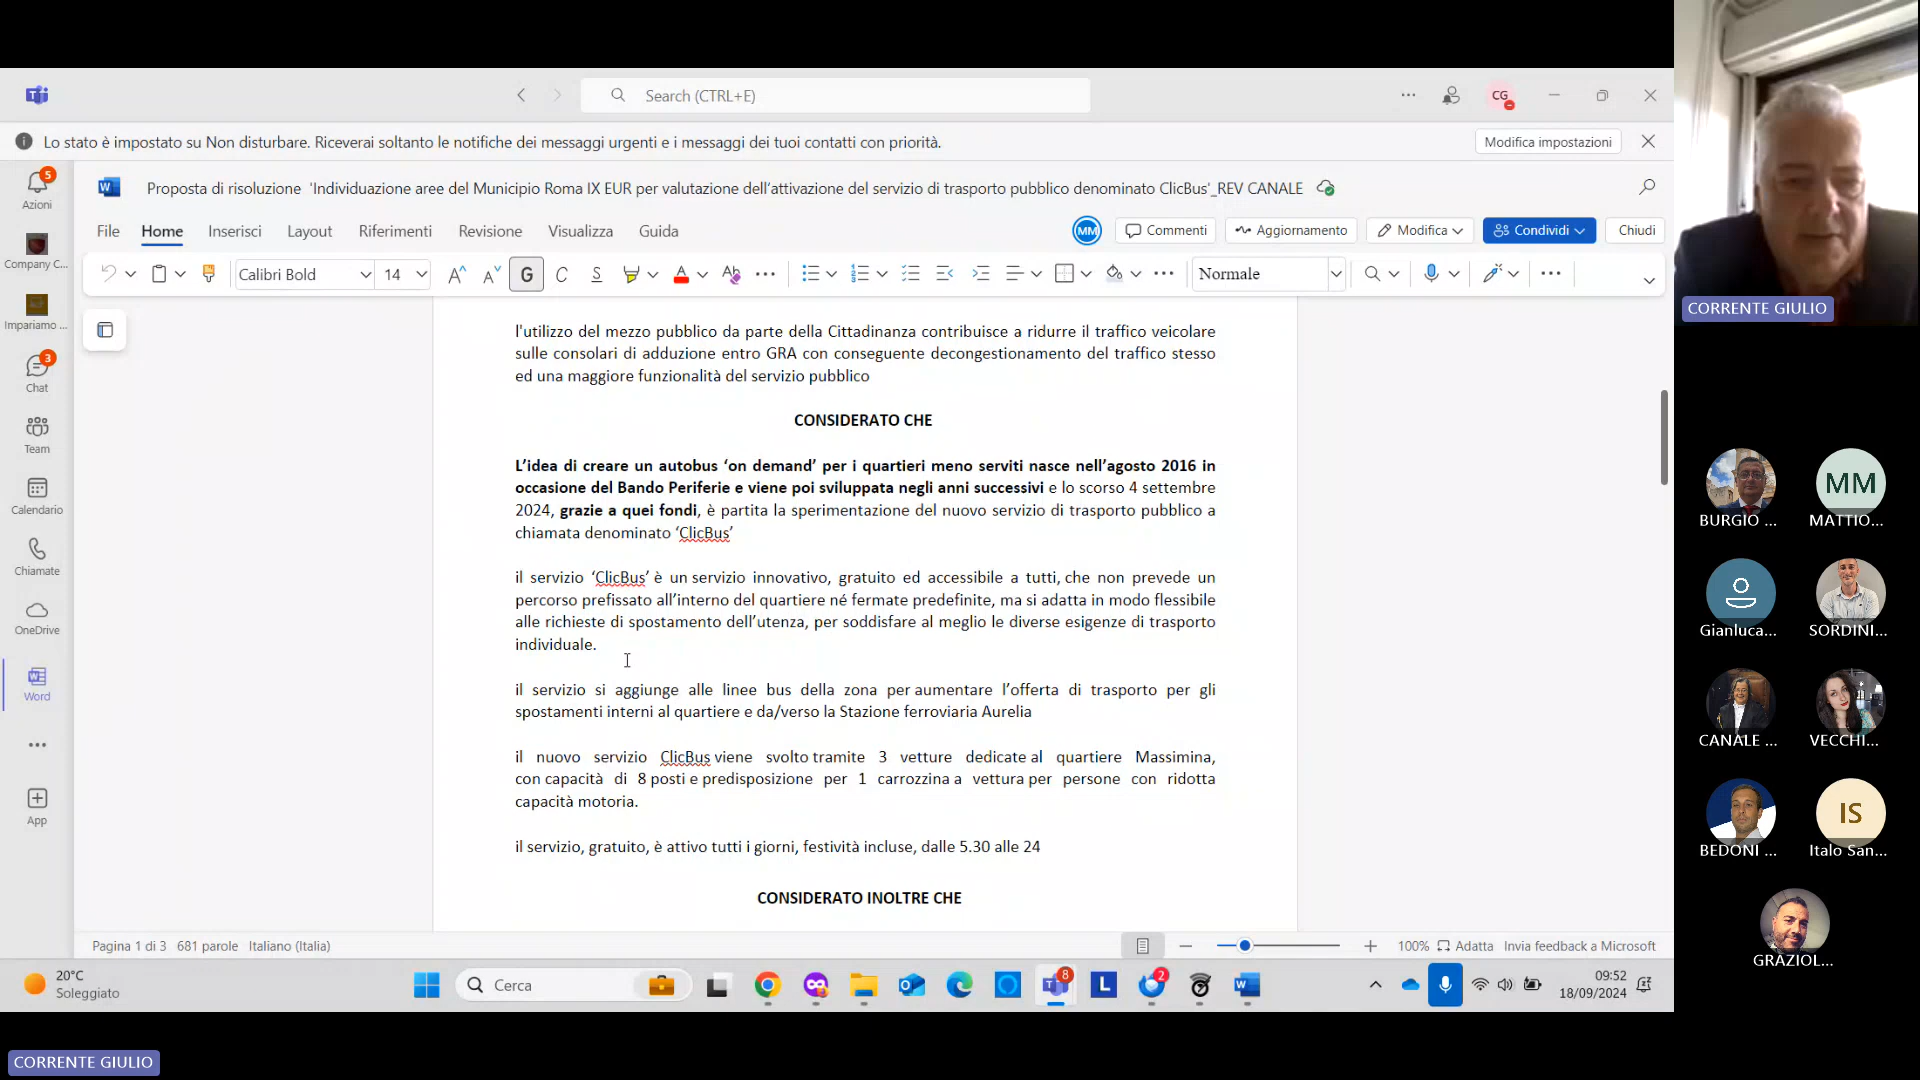 Search (CTRL+E)
CG
Lo stato è impostato su Non disturbare. Riceverai soltanto le notifiche dei messaggi urgenti e i messaggi dei tuoi contatti con priorità.
Modifica impostazioni
5
Azioni
Company C...
Impariamo ...
3
Chat
Team
Calendario
Chiamate
OneDrive
Word
App
Proposta di risoluzione 'Individuazione aree del Municipio Roma IX EUR per valutazione dell'attivazione del servizio di trasporto pubblico denominato ClicBus'_REV CANALE
File Home Inserisci Layout Riferimenti Revisione Visualizza Guida
MM Commenti Aggiornamento Modifica Condividi Chiudi
Calibri Bold 14 G C S Normale
l'utilizzo del mezzo pubblico da parte della Cittadinanza contribuisce a ridurre il traffico veicolare
sulle consolari di adduzione entro GRA con conseguente decongestionamento del traffico stesso
ed una maggiore funzionalità del servizio pubblico
CONSIDERATO CHE
L’idea di creare un autobus ‘on demand’ per i quartieri meno serviti nasce nell’agosto 2016 in
occasione del Bando Periferie e viene poi sviluppata negli anni successivi e lo scorso 4 settembre
2024, grazie a quei fondi, è partita la sperimentazione del nuovo servizio di trasporto pubblico a
chiamata denominato ‘ClicBus’
il servizio ‘ClicBus’ è un servizio innovativo, gratuito ed accessibile a tutti, che non prevede un
percorso prefissato all’interno del quartiere né fermate predefinite, ma si adatta in modo flessibile
alle richieste di spostamento dell’utenza, per soddisfare al meglio le diverse esigenze di trasporto
individuale.
il servizio si aggiunge alle linee bus della zona per aumentare l’offerta di trasporto per gli
spostamenti interni al quartiere e da/verso la Stazione ferroviaria Aurelia
il nuovo servizio ClicBus viene svolto tramite 3 vetture dedicate al quartiere Massimina,
con capacità di 8 posti e predisposizione per 1 carrozzina a vettura per persone con ridotta
capacità motoria.
il servizio, gratuito, è attivo tutti i giorni, festività incluse, dalle 5.30 alle 24
CONSIDERATO INOLTRE CHE
Pagina 1 di 3 681 parole Italiano (Italia)
100% Adatta Invia feedback a Microsoft
20°C
Soleggiato
Cerca
8
L
2
09:52
18/09/2024
CORRENTE GIULIO
CORRENTE GIULIO
MM
BURGIO ...
MATTIO...
Gianluca...
SORDINI...
CANALE ...
VECCHI...
IS
BEDONI ...
Italo San...
GRAZIOL...